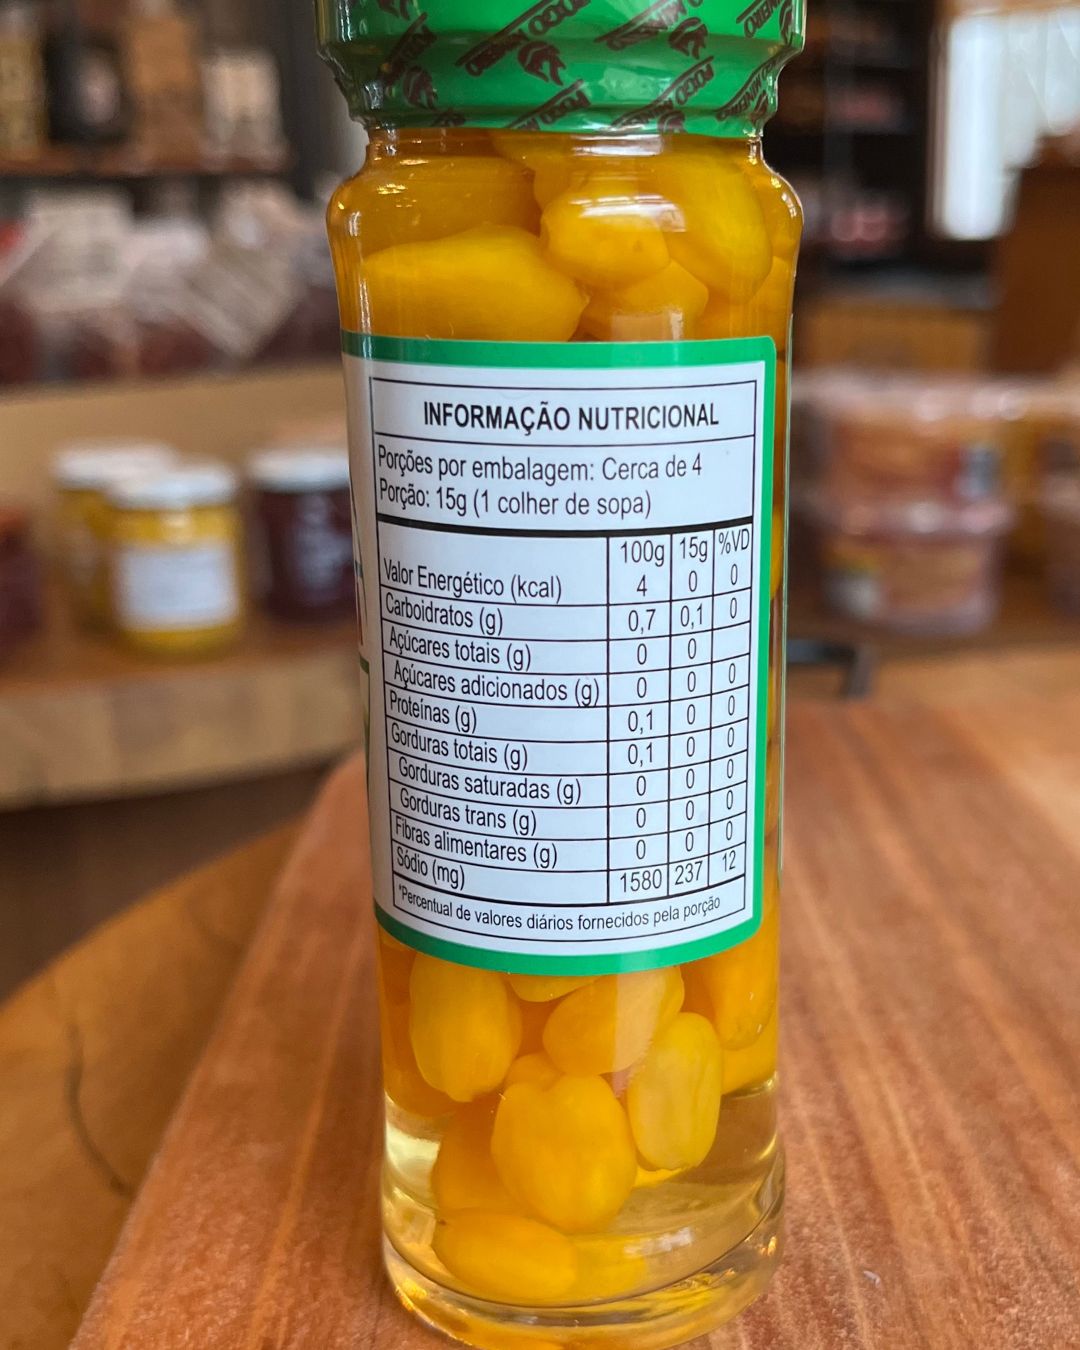 FOGO MINEIRO
INFORMAÇÃO NUTRICIONAL
Porções por embalagem: Cerca de 4
Porção: 15g (1 colher de sopa)
100g 15g %VD
Valor Energético (kcal) 4 0 0
Carboidratos (g) 0,7 0,1 0
Açúcares totais (g) 0 0
Açúcares adicionados (g) 0 0 0
Proteínas (g) 0,1 0 0
Gorduras totais (g) 0,1 0 0
Gorduras saturadas (g) 0 0 0
Gorduras trans (g) 0 0 0
Fibras alimentares (g) 0 0 0
Sódio (mg) 1580 237 12
*Percentual de valores diários fornecidos pela porção